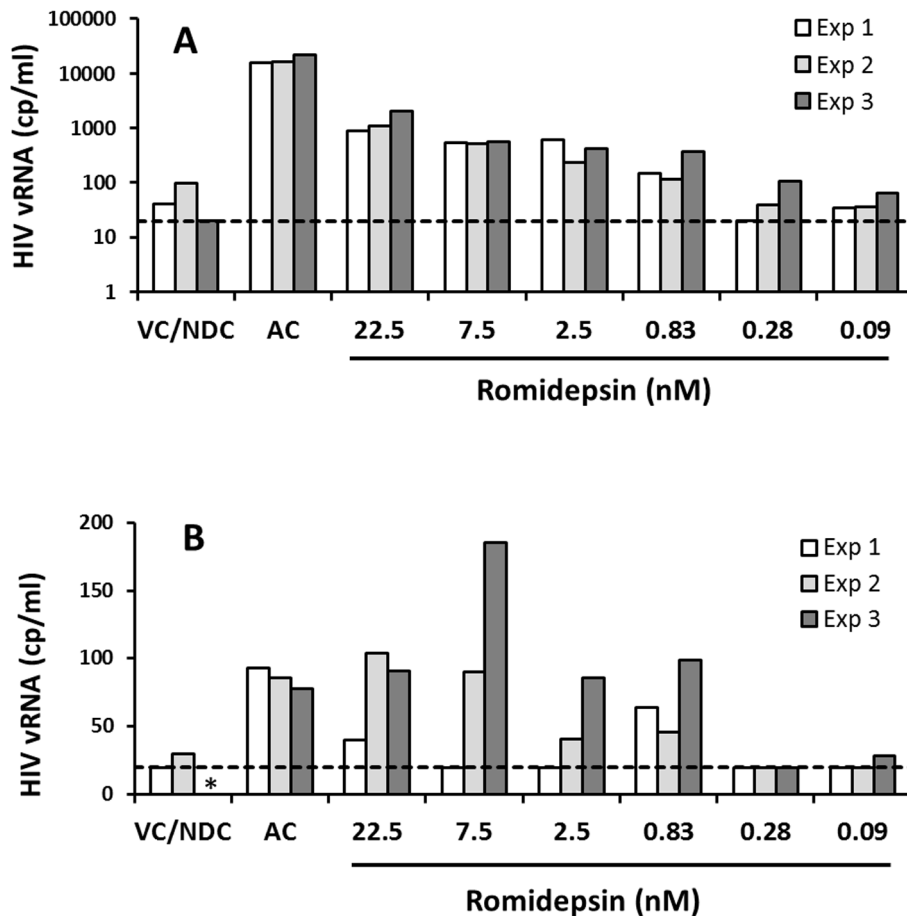 A
HIV vRNA (cp/ml)
100000
10000
1000
100
10
1
Exp 1
Exp 2
Exp 3
VC/NDC AC 22.5 7.5 2.5 0.83 0.28 0.09
Romidepsin (nM)
B
HIV vRNA (cp/ml)
200
150
100
50
0
Exp 1
Exp 2
Exp 3
*
VC/NDC AC 22.5 7.5 2.5 0.83 0.28 0.09
Romidepsin (nM)